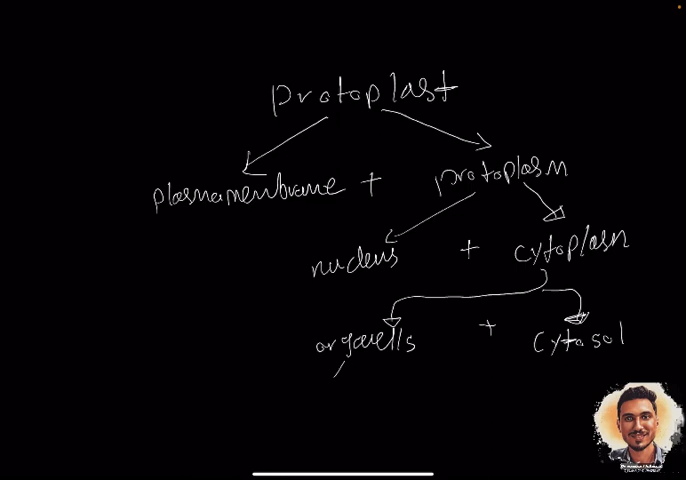 protoplast
plasmamembrane + protoplasm
nucleus + cytoplasm
organells + cytosol